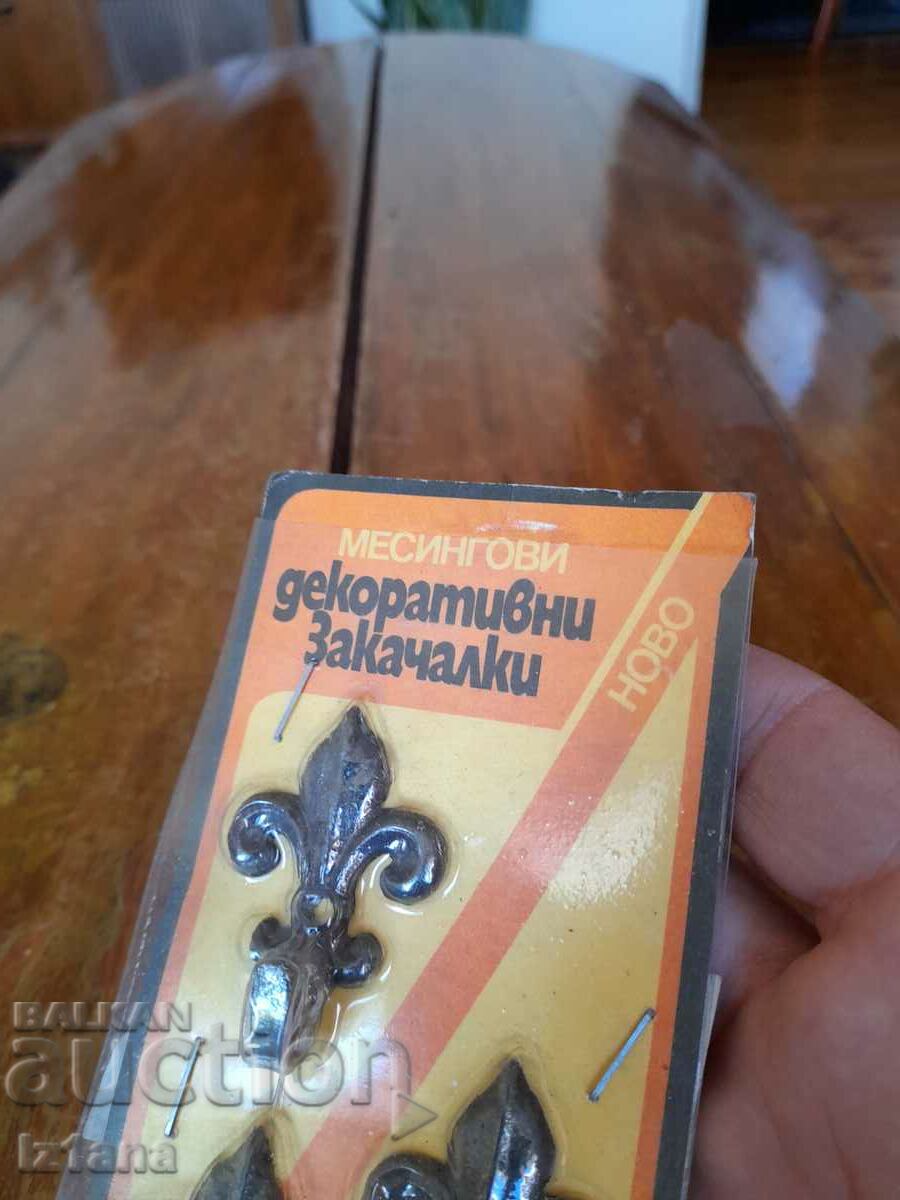 МЕСИНГОВИ
декоративни
Закачалки
НОВО
BALKAN
auction
iz1ana